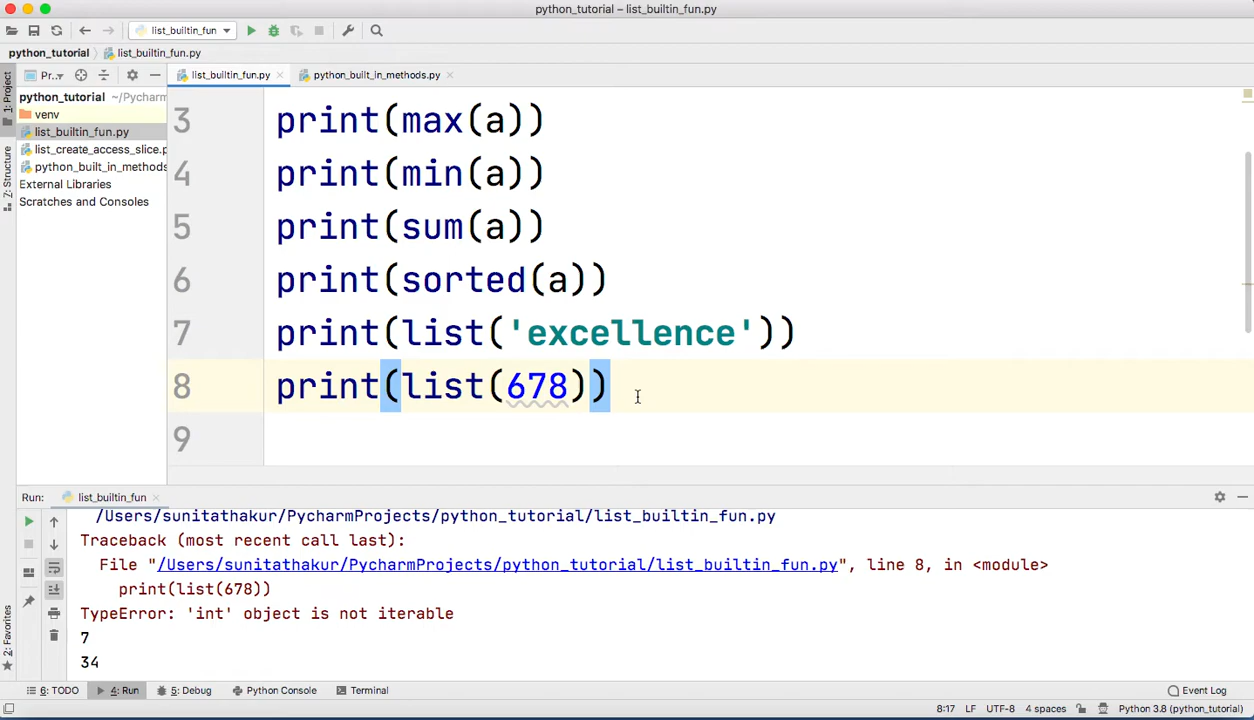 python_tutorial – list_builtin_fun.py
list_builtin_fun
python_tutorial list_builtin_fun.py
1: Project
Pr..
list_builtin_fun.py python_built_in_methods.py
python_tutorial ~/Pycharm
venv
list_builtin_fun.py
list_create_access_slice.p
python_built_in_methods
External Libraries
Scratches and Consoles
Z: Structure
3 print(max(a))
4 print(min(a))
5 print(sum(a))
6 print(sorted(a))
7 print(list('excellence'))
8 print(list(678))
9
Run: list_builtin_fun
/Users/sunitathakur/PycharmProjects/python_tutorial/list_builtin_fun.py
Traceback (most recent call last):
File "/Users/sunitathakur/PycharmProjects/python_tutorial/list_builtin_fun.py", line 8, in <module>
print(list(678))
TypeError: 'int' object is not iterable
7
34
2: Favorites
6: TODO 4: Run 5: Debug Python Console Terminal Event Log
8:17 LF UTF-8 4 spaces Python 3.8 (python_tutorial)